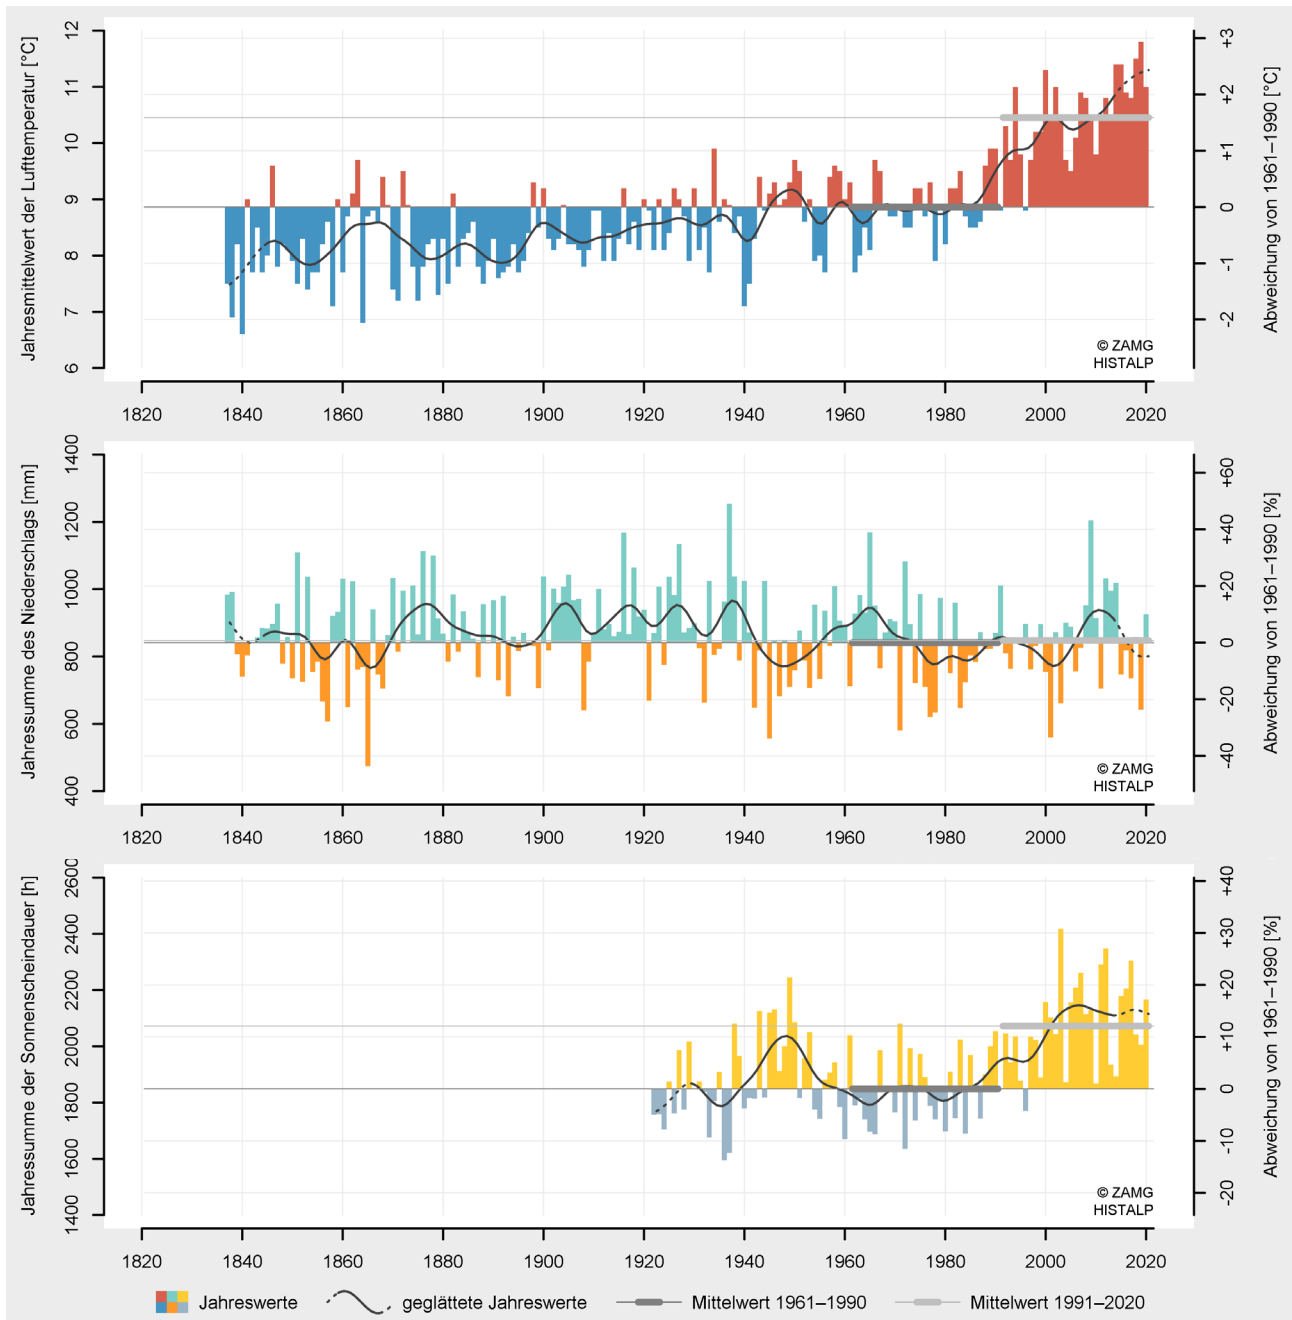 Jahresmittelwert der Lufttemperatur [°C]
12
11
10
9
8
7
6
+3
+2
+1
0
-1
-2
Abweichung von 1961–1990 [°C]
© ZAMG
HISTALP
1820 1840 1860 1880 1900 1920 1940 1960 1980 2000 2020
Jahressumme des Niederschlags [mm]
1400
1200
1000
800
600
400
+60
+40
+20
0
-20
-40
Abweichung von 1961–1990 [%]
© ZAMG
HISTALP
1820 1840 1860 1880 1900 1920 1940 1960 1980 2000 2020
Jahressumme der Sonnenscheindauer [h]
2600
2400
2200
2000
1800
1600
1400
+40
+30
+20
+10
0
-10
-20
Abweichung von 1961–1990 [%]
© ZAMG
HISTALP
1820 1840 1860 1880 1900 1920 1940 1960 1980 2000 2020
Jahreswerte geglättete Jahreswerte Mittelwert 1961–1990 Mittelwert 1991–2020